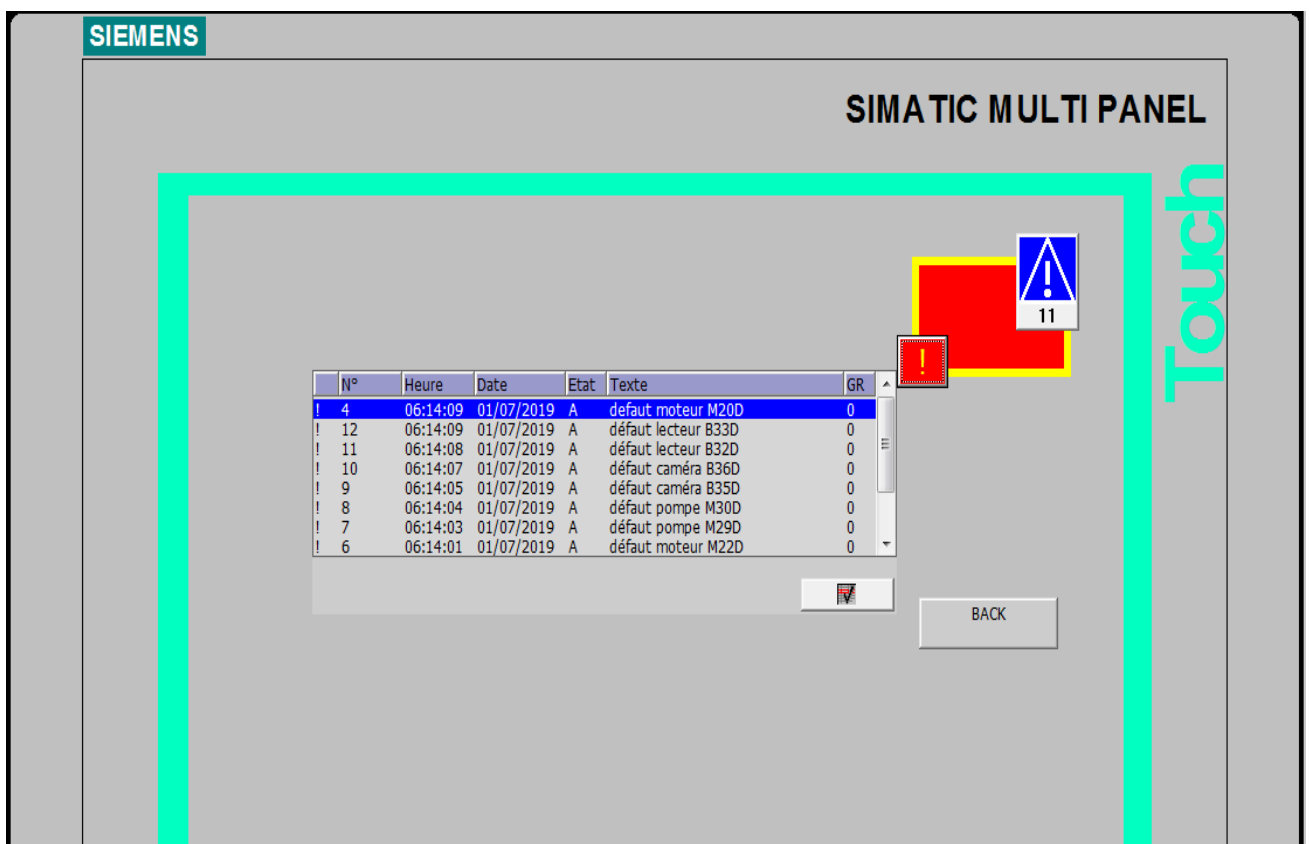 SIEMENS
SIMATIC MULTI PANEL
Touch
11
!
N° Heure Date Etat Texte GR
! 4 06:14:09 01/07/2019 A defaut moteur M20D 0
! 12 06:14:09 01/07/2019 A défaut lecteur B33D 0
! 11 06:14:08 01/07/2019 A défaut lecteur B32D 0
! 10 06:14:07 01/07/2019 A défaut caméra B36D 0
! 9 06:14:05 01/07/2019 A défaut caméra B35D 0
! 8 06:14:04 01/07/2019 A défaut pompe M30D 0
! 7 06:14:03 01/07/2019 A défaut pompe M29D 0
! 6 06:14:01 01/07/2019 A défaut moteur M22D 0
BACK